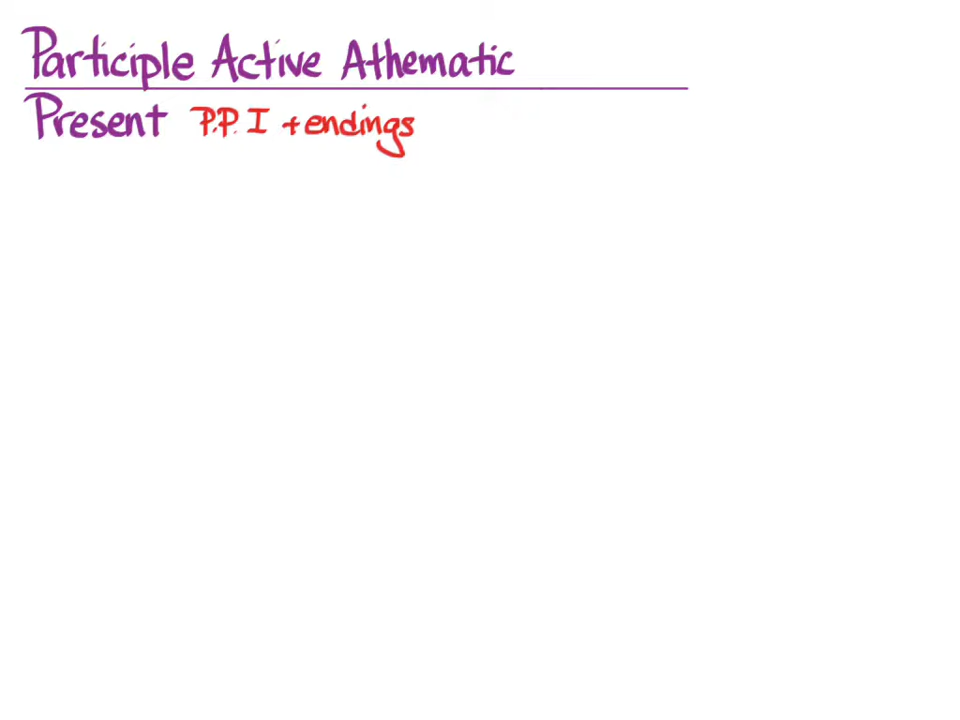 Participle Active Athematic
Present P.P. I + endings